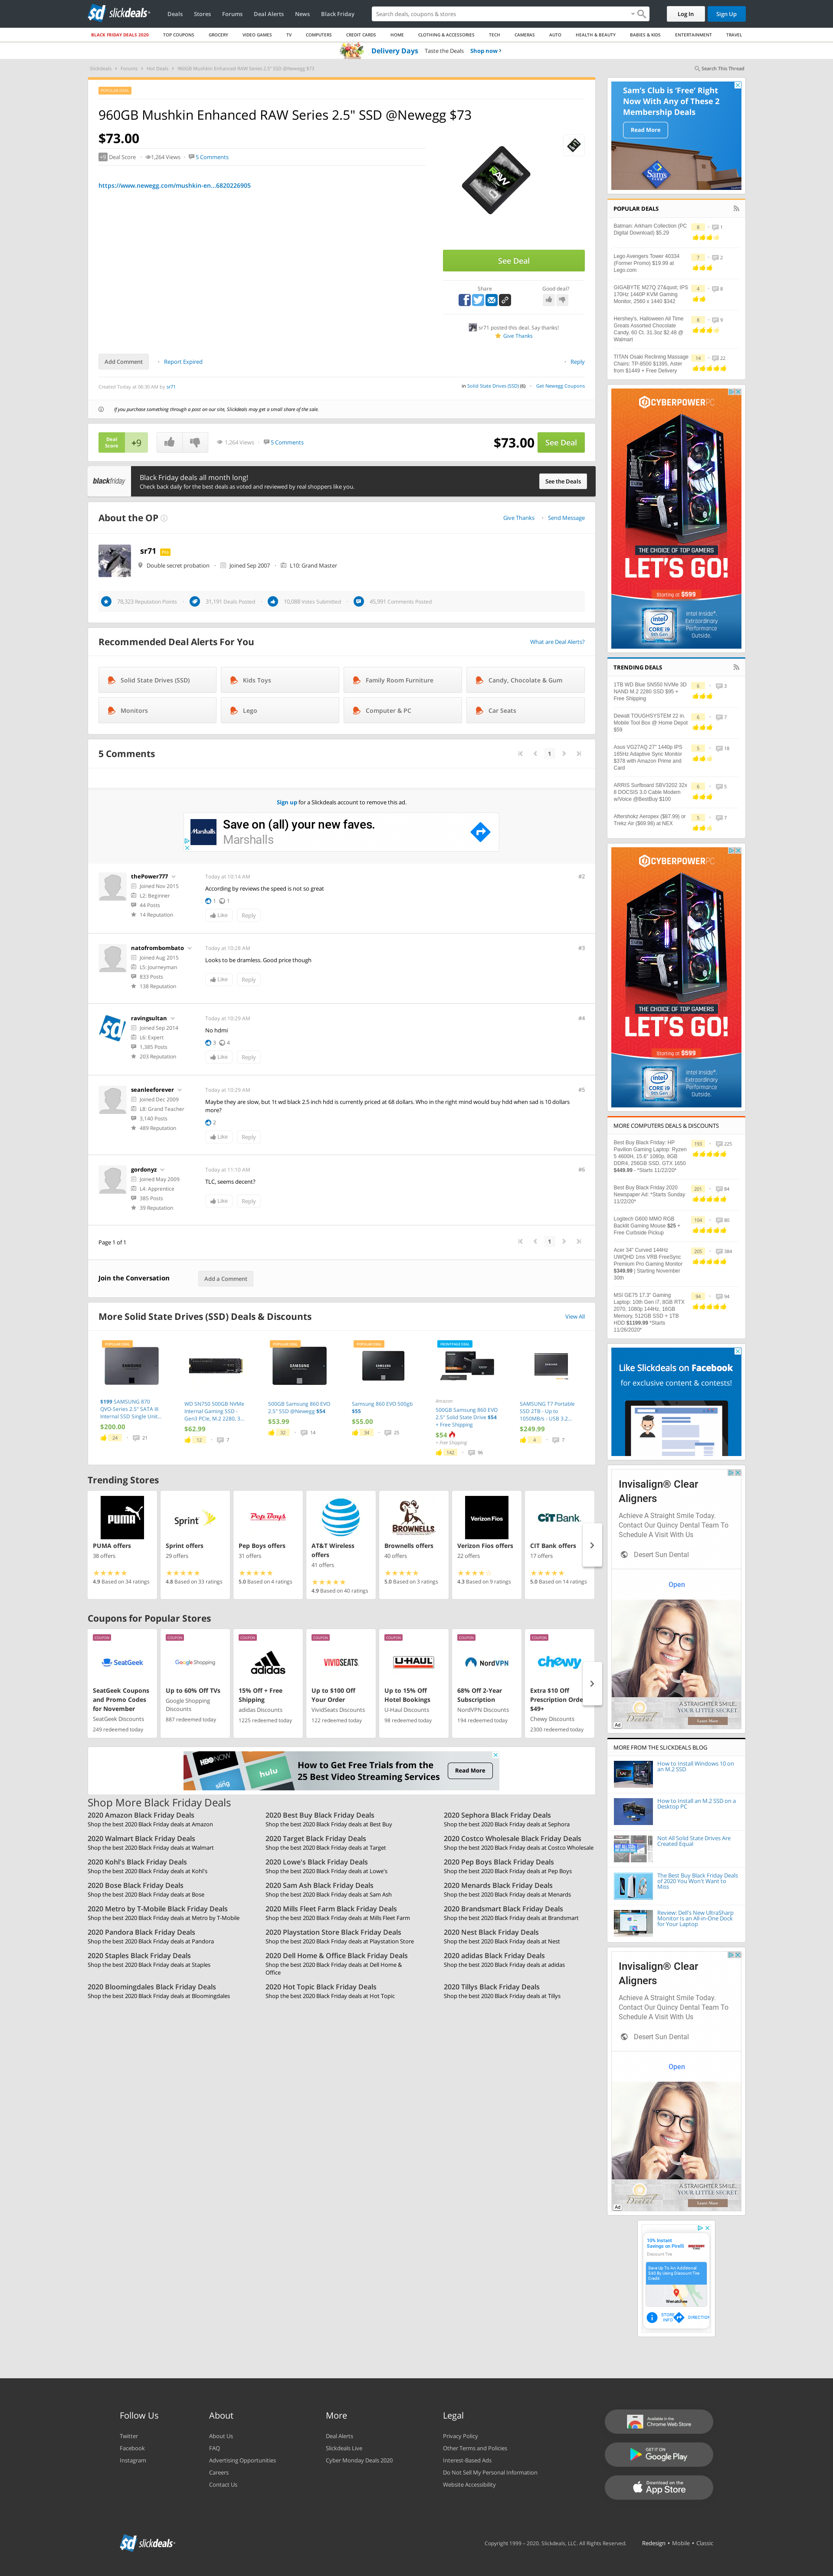 slickdeals
Deals Stores Forums Deal Alerts News Black Friday
Search deals, coupons & stores
Log In Sign Up
BLACK FRIDAY DEALS 2020 TOP COUPONS GROCERY VIDEO GAMES TV COMPUTERS CREDIT CARDS HOME CLOTHING & ACCESSORIES TECH CAMERAS AUTO HEALTH & BEAUTY BABIES & KIDS ENTERTAINMENT TRAVEL
Delivery Days Taste the Deals Shop now ›
Slickdeals Forums Hot Deals 960GB Mushkin Enhanced RAW Series 2.5" SSD @Newegg $73
Search This Thread
POPULAR DEAL
960GB Mushkin Enhanced RAW Series 2.5" SSD @Newegg $73
$73.00
+9 Deal Score 1,264 Views 5 Comments
https://www.newegg.com/mushkin-en...6820226905
RAW
See Deal
Share Good deal?
sr71 posted this deal. Say thanks!
Give Thanks
Add Comment Report Expired Reply
Created Today at 06:30 AM by sr71
in Solid State Drives (SSD) (6) Get Newegg Coupons
If you purchase something through a post on our site, Slickdeals may get a small share of the sale.
Deal Score +9 1,264 Views 5 Comments $73.00 See Deal
blackfriday
Black Friday deals all month long!
Check back daily for the best deals as voted and reviewed by real shoppers like you.
See the Deals
About the OP
Give Thanks Send Message
sr71 Pro
Double secret probation Joined Sep 2007 L10: Grand Master
78,323 Reputation Points 31,191 Deals Posted 10,088 Votes Submitted 45,991 Comments Posted
Recommended Deal Alerts For You
What are Deal Alerts?
Solid State Drives (SSD) Kids Toys Family Room Furniture Candy, Chocolate & Gum
Monitors Lego Computer & PC Car Seats
5 Comments
1
Sign up for a Slickdeals account to remove this ad.
Marshalls
Save on (all) your new faves.
Marshalls
thePower777
Joined Nov 2015
L2: Beginner
44 Posts
14 Reputation
Today at 10:14 AM #2
According by reviews the speed is not so great
1 1
Like Reply
natofrombombato
Joined Aug 2015
L5: Journeyman
833 Posts
138 Reputation
Today at 10:28 AM #3
Looks to be dramless. Good price though
Like Reply
ravingsultan
Joined Sep 2014
L6: Expert
1,385 Posts
203 Reputation
Today at 10:29 AM #4
No hdmi
3 4
Like Reply
seanleeforever
Joined Dec 2009
L8: Grand Teacher
3,140 Posts
489 Reputation
Today at 10:29 AM #5
Maybe they are slow, but 1t wd black 2.5 inch hdd is currently priced at 68 dollars. Who in the right mind would buy hdd when sad is 10 dollars
more?
2
Like Reply
gordonyz
Joined May 2009
L4: Apprentice
385 Posts
39 Reputation
Today at 11:10 AM #6
TLC, seems decent?
Like Reply
Page 1 of 1
1
Join the Conversation Add a Comment
More Solid State Drives (SSD) Deals & Discounts
View All
POPULAR DEAL
$199 SAMSUNG 870
QVO-Series 2.5" SATA III
Internal SSD Single Unit...
$200.00
24 21
WD SN750 500GB NVMe
Internal Gaming SSD -
Gen3 PCIe, M.2 2280, 3...
$62.99
12 7
POPULAR DEAL
500GB Samsung 860 EVO
2.5" SSD @Newegg $54
$53.99
32 14
POPULAR DEAL
Samsung 860 EVO 500gb
$55
$55.00
34 25
FRONTPAGE DEAL
Amazon
500GB Samsung 860 EVO
2.5" Solid State Drive $54
+ Free Shipping
$54
+ Free Shipping
142 96
SAMSUNG T7 Portable
SSD 2TB - Up to
1050MB/s - USB 3.2...
$249.99
4 7
Trending Stores
PUMA offers
38 offers
4.9 Based on 34 ratings
Sprint offers
29 offers
4.8 Based on 33 ratings
Pep Boys offers
31 offers
5.0 Based on 4 ratings
AT&T Wireless
offers
41 offers
4.9 Based on 40 ratings
Brownells offers
40 offers
5.0 Based on 3 ratings
Verizon Fios offers
22 offers
4.3 Based on 9 ratings
CIT Bank offers
17 offers
5.0 Based on 14 ratings
Coupons for Popular Stores
COUPON
SeatGeek
SeatGeek Coupons
and Promo Codes
for November
SeatGeek Discounts
249 redeemed today
COUPON
Google Shopping
Up to 60% Off TVs
Google Shopping
Discounts
887 redeemed today
COUPON
adidas
15% Off + Free
Shipping
adidas Discounts
1225 redeemed today
COUPON
VIVIDSEATS
Up to $100 Off
Your Order
VividSeats Discounts
122 redeemed today
COUPON
U-HAUL
Up to 15% Off
Hotel Bookings
U-Haul Discounts
98 redeemed today
COUPON
NordVPN
68% Off 2-Year
Subscription
NordVPN Discounts
194 redeemed today
COUPON
chewy
Extra $10 Off
Prescription Orde
$49+
Chewy Discounts
2300 redeemed today
HBO NOW sling hulu
How to Get Free Trials from the
25 Best Video Streaming Services
Read More
Shop More Black Friday Deals
2020 Amazon Black Friday Deals
Shop the best 2020 Black Friday deals at Amazon
2020 Best Buy Black Friday Deals
Shop the best 2020 Black Friday deals at Best Buy
2020 Sephora Black Friday Deals
Shop the best 2020 Black Friday deals at Sephora
2020 Walmart Black Friday Deals
Shop the best 2020 Black Friday deals at Walmart
2020 Target Black Friday Deals
Shop the best 2020 Black Friday deals at Target
2020 Costco Wholesale Black Friday Deals
Shop the best 2020 Black Friday deals at Costco Wholesale
2020 Kohl's Black Friday Deals
Shop the best 2020 Black Friday deals at Kohl's
2020 Lowe's Black Friday Deals
Shop the best 2020 Black Friday deals at Lowe's
2020 Pep Boys Black Friday Deals
Shop the best 2020 Black Friday deals at Pep Boys
2020 Bose Black Friday Deals
Shop the best 2020 Black Friday deals at Bose
2020 Sam Ash Black Friday Deals
Shop the best 2020 Black Friday deals at Sam Ash
2020 Menards Black Friday Deals
Shop the best 2020 Black Friday deals at Menards
2020 Metro by T-Mobile Black Friday Deals
Shop the best 2020 Black Friday deals at Metro by T-Mobile
2020 Mills Fleet Farm Black Friday Deals
Shop the best 2020 Black Friday deals at Mills Fleet Farm
2020 Brandsmart Black Friday Deals
Shop the best 2020 Black Friday deals at Brandsmart
2020 Pandora Black Friday Deals
Shop the best 2020 Black Friday deals at Pandora
2020 Playstation Store Black Friday Deals
Shop the best 2020 Black Friday deals at Playstation Store
2020 Nest Black Friday Deals
Shop the best 2020 Black Friday deals at Nest
2020 Staples Black Friday Deals
Shop the best 2020 Black Friday deals at Staples
2020 Dell Home & Office Black Friday Deals
Shop the best 2020 Black Friday deals at Dell Home &
Office
2020 adidas Black Friday Deals
Shop the best 2020 Black Friday deals at adidas
2020 Bloomingdales Black Friday Deals
Shop the best 2020 Black Friday deals at Bloomingdales
2020 Hot Topic Black Friday Deals
Shop the best 2020 Black Friday deals at Hot Topic
2020 Tillys Black Friday Deals
Shop the best 2020 Black Friday deals at Tillys
Sam's Club is 'Free' Right
Now With Any of These 2
Membership Deals
Read More
POPULAR DEALS
Batman: Arkham Collection (PC
Digital Download) $5.29
8 1
Lego Avengers Tower 40334
(Former Promo) $19.99 at
Lego.com
7 2
GIGABYTE M27Q 27&quot, IPS
170Hz 1440P KVM Gaming
Monitor, 2560 x 1440 $342
4 8
Hershey's, Halloween All Time
Greats Assorted Chocolate
Candy, 60 Ct. 31.3oz $2.48 @
Walmart
8 9
TITAN Osaki Reclining Massage
Chairs: TP-8500 $1395, Aster
from $1449 + Free Delivery
14 22
CYBERPOWERPC
THE CHOICE OF TOP GAMERS
LET'S GO!
Starting at $599
Intel Inside®.
Extraordinary
Performance
Outside.
TRENDING DEALS
1TB WD Blue SN550 NVMe 3D
NAND M.2 2280 SSD $95 +
Free Shipping
6 3
Dewalt TOUGHSYSTEM 22 in.
Mobile Tool Box @ Home Depot
$59
6 7
Asus VG27AQ 27" 1440p IPS
165Hz Adaptive Sync Monitor
$378 with Amazon Prime and
Card
5 18
ARRIS Surfboard SBV3202 32x
8 DOCSIS 3.0 Cable Modem
w/Voice @BestBuy $100
6 5
Aftershokz Aeropex ($87.99) or
Trekz Air ($69.98) at NEX
5 7
CYBERPOWERPC
THE CHOICE OF TOP GAMERS
LET'S GO!
Starting at $599
Intel Inside®.
Extraordinary
Performance
Outside.
MORE COMPUTERS DEALS & DISCOUNTS
Best Buy Black Friday: HP
Pavilion Gaming Laptop: Ryzen
5 4600H, 15.6" 1080p, 8GB
DDR4, 256GB SSD, GTX 1650
$449.99 - *Starts 11/22/20*
193 225
Best Buy Black Friday 2020
Newspaper Ad: *Starts Sunday
11/22/20*
201 84
Logitech G600 MMO RGB
Backlit Gaming Mouse $25 +
Free Curbside Pickup
104 80
Acer 34" Curved 144Hz
UWQHD 1ms VRB FreeSync
Premium Pro Gaming Monitor
$349.99 | Starting November
30th
205 384
MSI GE75 17.3" Gaming
Laptop: 10th Gen i7, 8GB RTX
2070, 1080p 144Hz, 16GB
Memory, 512GB SSD + 1TB
HDD $1199.99 *Starts
11/26/2020*
94 94
Like Slickdeals on Facebook
for exclusive content & contests!
Invisalign® Clear
Aligners
Achieve A Straight Smile Today.
Contact Our Quincy Dental Team To
Schedule A Visit With Us
Desert Sun Dental
Open
A STRAIGHTER SMILE,
YOUR LITTLE SECRET.
Learn More
Ad
MORE FROM THE SLICKDEALS BLOG
How to Install Windows 10 on
an M.2 SSD
How to Install an M.2 SSD on a
Desktop PC
Not All Solid State Drives Are
Created Equal
The Best Buy Black Friday Deals
of 2020 You Won't Want to
Miss
Review: Dell's New UltraSharp
Monitor Is an All-in-One Dock
for Your Laptop
Invisalign® Clear
Aligners
Achieve A Straight Smile Today.
Contact Our Quincy Dental Team To
Schedule A Visit With Us
Desert Sun Dental
Open
A STRAIGHTER SMILE,
YOUR LITTLE SECRET.
Learn More
Ad
10% Instant
Savings on Pirelli
Discount Tire
Save Up To An Additional
$40 By Using Discount Tire
Credit
Wenatchee
STORE INFO DIRECTION
Follow Us
Twitter
Facebook
Instagram
About
About Us
FAQ
Advertising Opportunities
Careers
Contact Us
More
Deal Alerts
Slickdeals Live
Cyber Monday Deals 2020
Legal
Privacy Policy
Other Terms and Policies
Interest-Based Ads
Do Not Sell My Personal Information
Website Accessibility
Available in the
Chrome Web Store
GET IT ON
Google Play
Download on the
App Store
slickdeals
Copyright 1999 - 2020. Slickdeals, LLC. All Rights Reserved. Redesign • Mobile • Classic